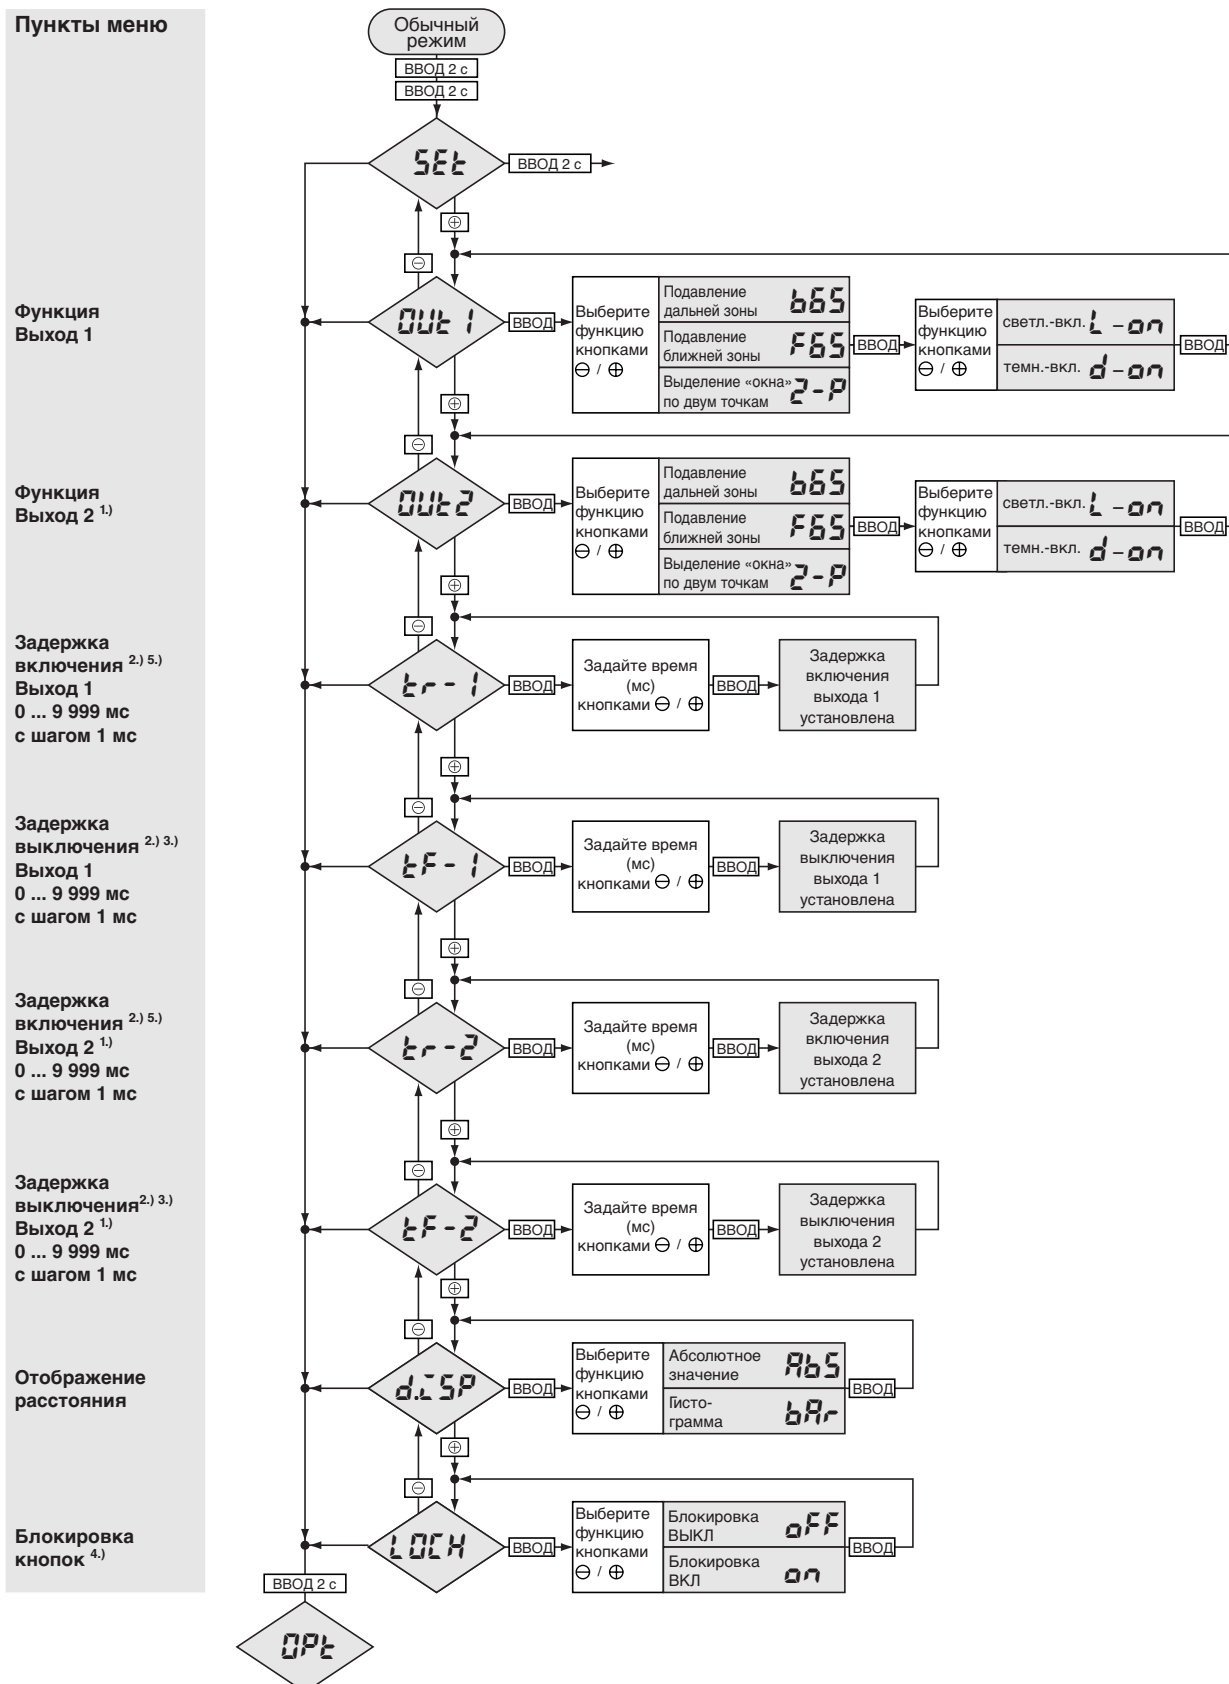 Пункты меню
Обычный
режим
ВВОД 2 с
ВВОД 2 с
SEt
ВВОД 2 с
⊕
⊖
Функция
Выход 1
OUt 1
ВВОД
Выберите
функцию
кнопками
⊖ / ⊕
Подавление
дальней зоны
bGS
Подавление
ближней зоны
FGS
Выделение «окна»
по двум точкам
2-P
ВВОД
Выберите
функцию
кнопками
⊖ / ⊕
светл.-вкл.
L-on
темн.-вкл.
d-on
ВВОД
⊕
⊖
Функция
Выход 2 1.)
OUt2
ВВОД
Выберите
функцию
кнопками
⊖ / ⊕
Подавление
дальней зоны
bGS
Подавление
ближней зоны
FGS
Выделение «окна»
по двум точкам
2-P
ВВОД
Выберите
функцию
кнопками
⊖ / ⊕
светл.-вкл.
L-on
темн.-вкл.
d-on
ВВОД
⊕
⊖
Задержка
включения 2.) 5.)
Выход 1
0 ... 9 999 мс
с шагом 1 мс
tr-1
ВВОД
Задайте время
(мс)
кнопками ⊖ / ⊕
ВВОД
Задержка
включения
выхода 1
установлена
⊕
⊖
Задержка
выключения 2.) 3.)
Выход 1
0 ... 9 999 мс
с шагом 1 мс
tF-1
ВВОД
Задайте время
(мс)
кнопками ⊖ / ⊕
ВВОД
Задержка
выключения
выхода 1
установлена
⊕
⊖
Задержка
включения 2.) 5.)
Выход 2 1.)
0 ... 9 999 мс
с шагом 1 мс
tr-2
ВВОД
Задайте время
(мс)
кнопками ⊖ / ⊕
ВВОД
Задержка
включения
выхода 2
установлена
⊕
⊖
Задержка
выключения2.) 3.)
Выход 2 1.)
0 ... 9 999 мс
с шагом 1 мс
tF-2
ВВОД
Задайте время
(мс)
кнопками ⊖ / ⊕
ВВОД
Задержка
выключения
выхода 2
установлена
⊕
⊖
Отображение
расстояния
d.iSP
ВВОД
Выберите
функцию
кнопками
⊖ / ⊕
Абсолютное
значение
AbS
Гисто-
грамма
bAr
ВВОД
⊕
⊖
Блокировка
кнопок 4.)
LOCK
ВВОД
Выберите
функцию
кнопками
⊖ / ⊕
Блокировка
ВЫКЛ
oFF
Блокировка
ВКЛ
on
ВВОД
ВВОД 2 с
OPt